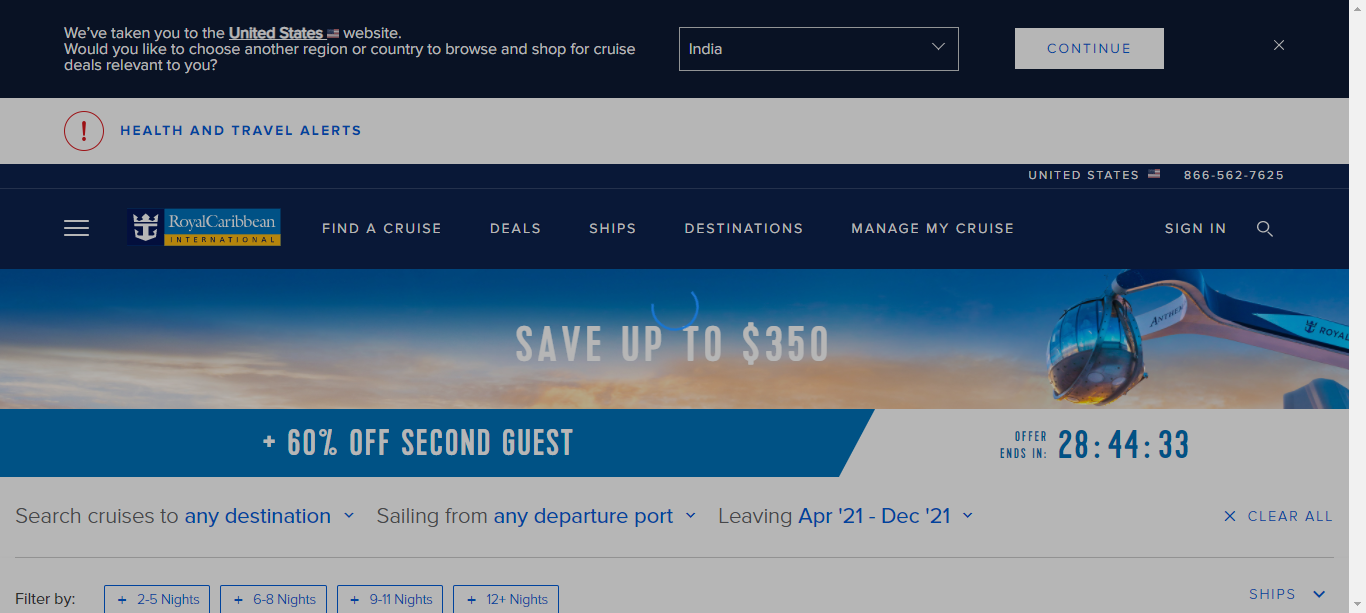 We've taken you to the United States website.
Would you like to choose another region or country to browse and shop for cruise
deals relevant to you?
India
CONTINUE
HEALTH AND TRAVEL ALERTS
UNITED STATES 866-562-7625
RoyalCaribbean
INTERNATIONAL
FIND A CRUISE DEALS SHIPS DESTINATIONS MANAGE MY CRUISE SIGN IN
ANTHEM
ROYAL
SAVE UP TO $350
+ 60% OFF SECOND GUEST
OFFER
ENDS IN: 28:44:33
Search cruises to any destination Sailing from any departure port Leaving Apr '21 - Dec '21 CLEAR ALL
Filter by: + 2-5 Nights + 6-8 Nights + 9-11 Nights + 12+ Nights SHIPS